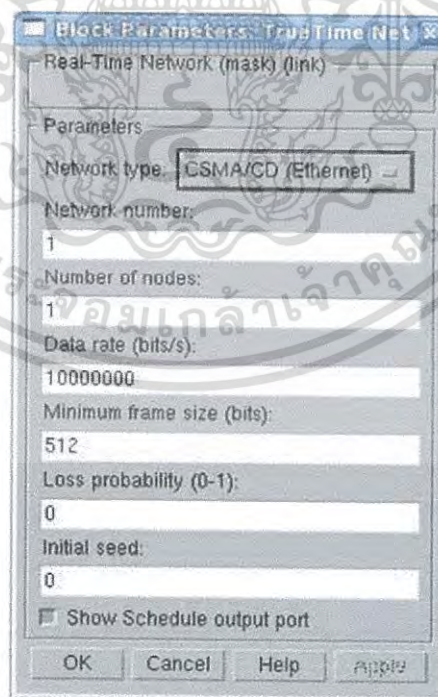 Block Parameters: TrueTime Net
Real-Time Network (mask) (link)
Parameters
Network type: CSMA/CD (Ethernet)
Network number:
1
Number of nodes:
1
Data rate (bits/s):
10000000
Minimum frame size (bits):
512
Loss probability (0-1):
0
Initial seed:
0
Show Schedule output port
OK Cancel Help Apply